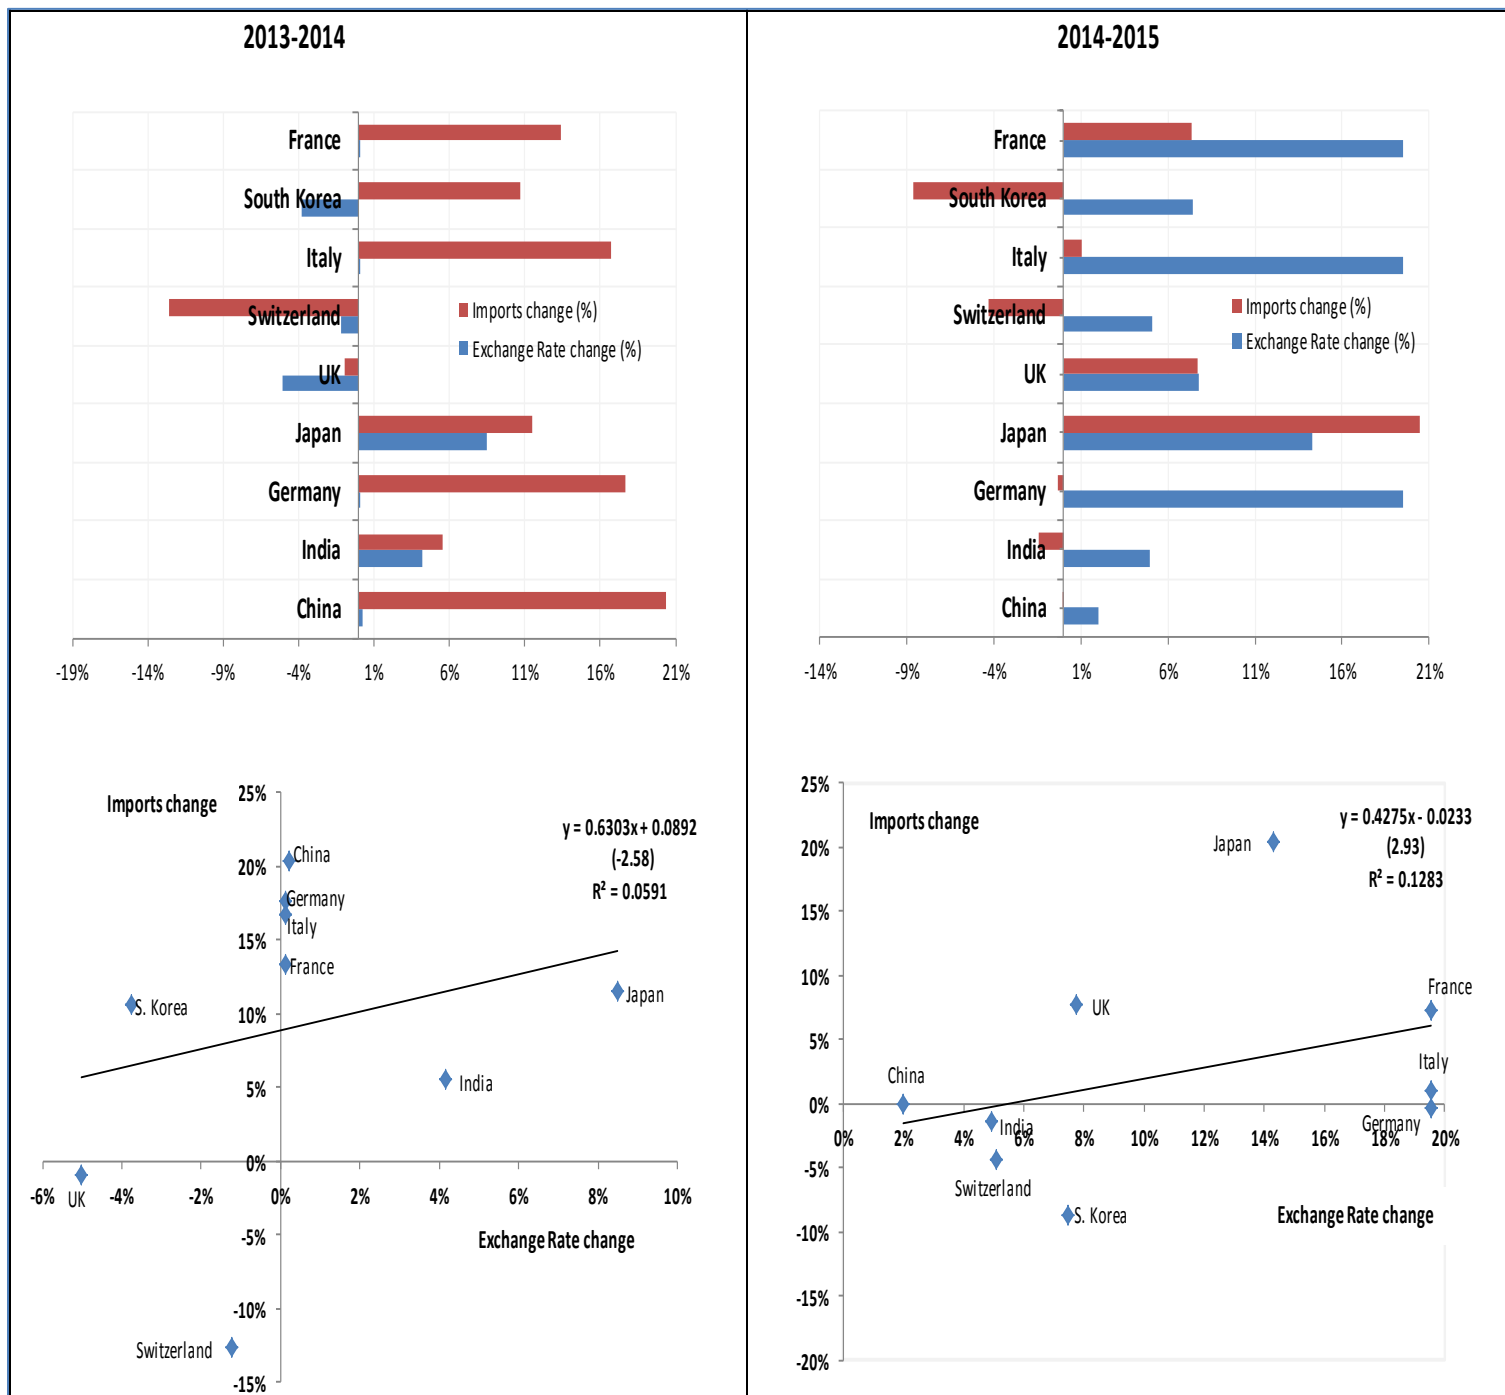 2013-2014
France
South Korea
Italy
Switzerland
UK
Japan
Germany
India
China
Imports change (%)
Exchange Rate change (%)
-19% -14% -9% -4% 1% 6% 11% 16% 21%
2014-2015
France
South Korea
Italy
Switzerland
UK
Japan
Germany
India
China
Imports change (%)
Exchange Rate change (%)
-14% -9% -4% 1% 6% 11% 16% 21%
Imports change
25%
20%
15%
10%
5%
0%
-5%
-10%
-15%
y = 0.6303x + 0.0892
(-2.58)
R² = 0.0591
China
Germany
Italy
France
S. Korea
Japan
India
UK
Switzerland
-6% -4% -2% 0% 2% 4% 6% 8% 10%
Exchange Rate change
Imports change
25%
20%
15%
10%
5%
0%
-5%
-10%
-15%
-20%
y = 0.4275x - 0.0233
(2.93)
R² = 0.1283
Japan
France
UK
Italy
China
Germany
India
Switzerland
S. Korea
0% 2% 4% 6% 8% 10% 12% 14% 16% 18% 20%
Exchange Rate change